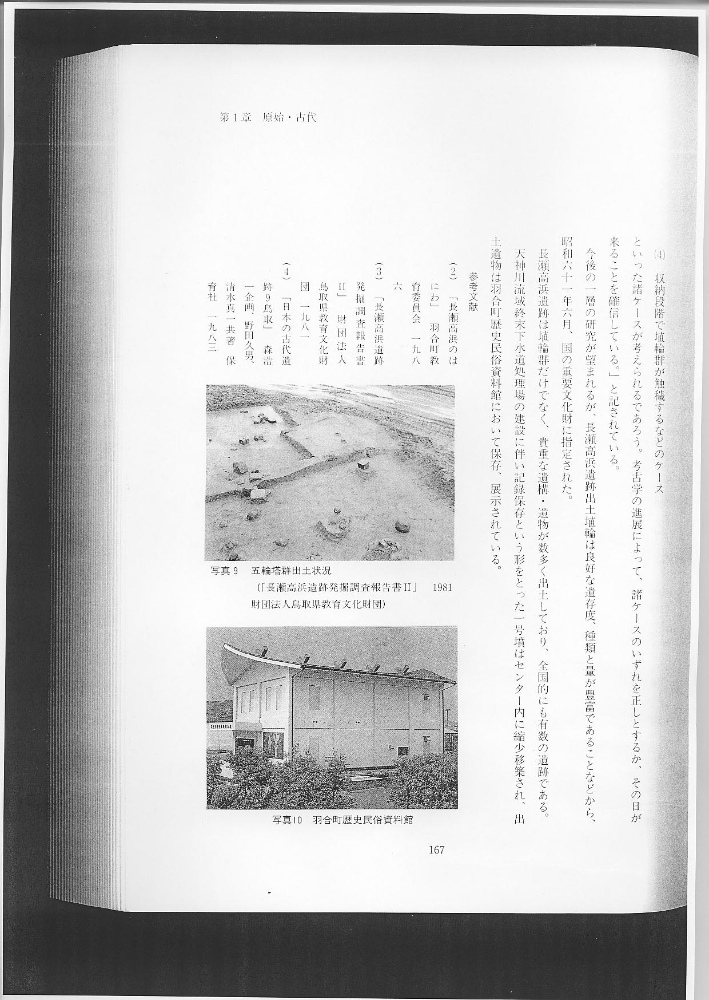 第1章　原始・古代
⑷　収納段階で埴輪群が触穢するなどのケース
といった諸ケースが考えられるであろう。考古学の進展によって、諸ケースのいずれを正しとするか、その日が
来ることを確信している。」と記されている。
今後の一層の研究が望まれるが、長瀬高浜遺跡出土埴輪は良好な遺存度、種類と量が豊富であることなどから、
昭和六十一年六月、国の重要文化財に指定された。
長瀬高浜遺跡は埴輪群だけでなく、貴重な遺構・遺物が数多く出土しており、全国的にも有数の遺跡である。
天神川流域終末下水道処理場の建設に伴い記録保存という形をとった一号墳はセンター内に縮少移築され、出
土遺物は羽合町歴史民俗資料館において保存、展示されている。
参考文献
（2）「長瀬高浜のは
にわ」　羽合町教
育委員会　一九八
六
（3）「長瀬高浜遺跡
発掘調査報告書
Ⅱ」　財団法人
鳥取県教育文化財
団　一九八一
（4）「日本の古代遺
跡9鳥取」　森浩
一企画、野田久男、
清水真一共著　保
育社　一九八三
写真9　五輪塔群出土状況
（「長瀬高浜遺跡発掘調査報告書Ⅱ」　1981
財団法人鳥取県教育文化財団）
写真10　羽合町歴史民俗資料館
167